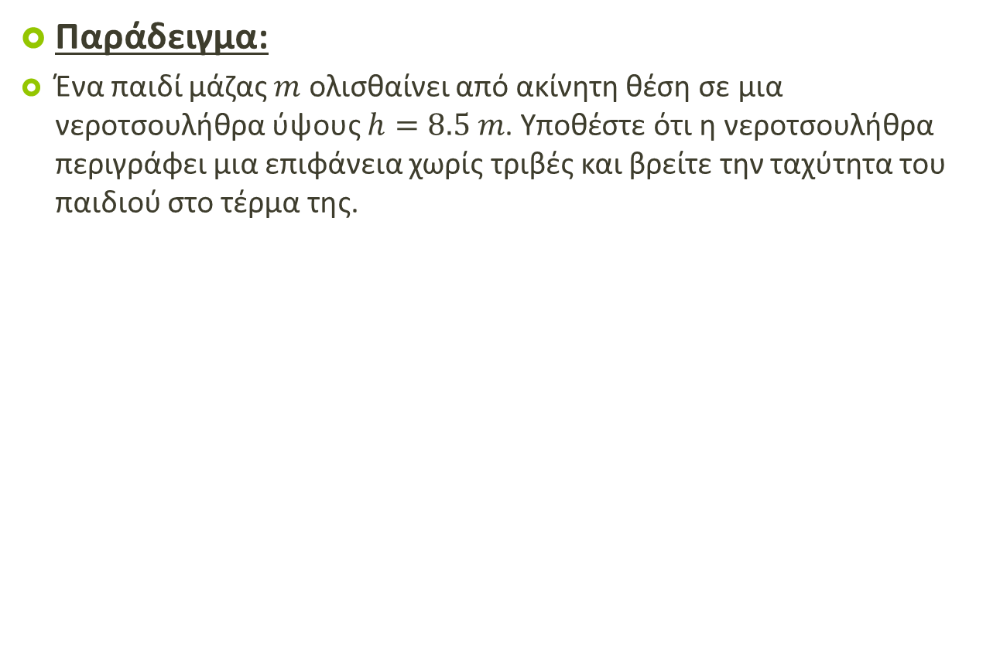 Παράδειγμα:
Ένα παιδί μάζας m ολισθαίνει από ακίνητη θέση σε μια
νεροτσουλήθρα ύψους h = 8.5 m. Υποθέστε ότι η νεροτσουλήθρα
περιγράφει μια επιφάνεια χωρίς τριβές και βρείτε την ταχύτητα του
παιδιού στο τέρμα της.